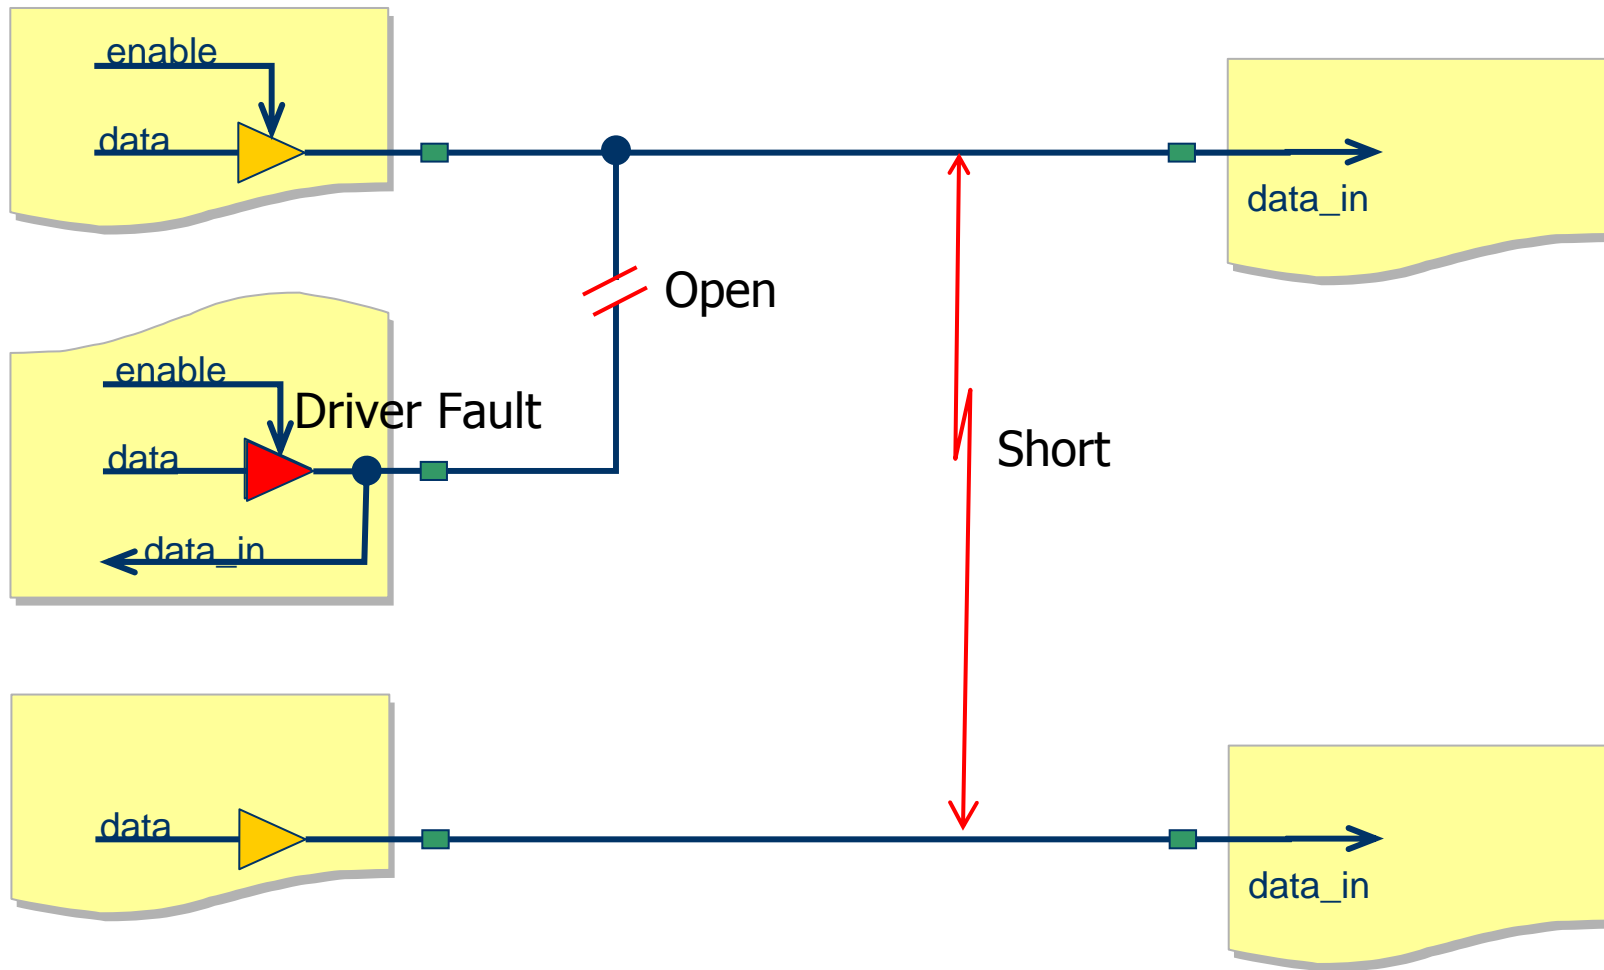 enable
data
data_in
Open
enable
Driver Fault
data
Short
data_in
data
data_in